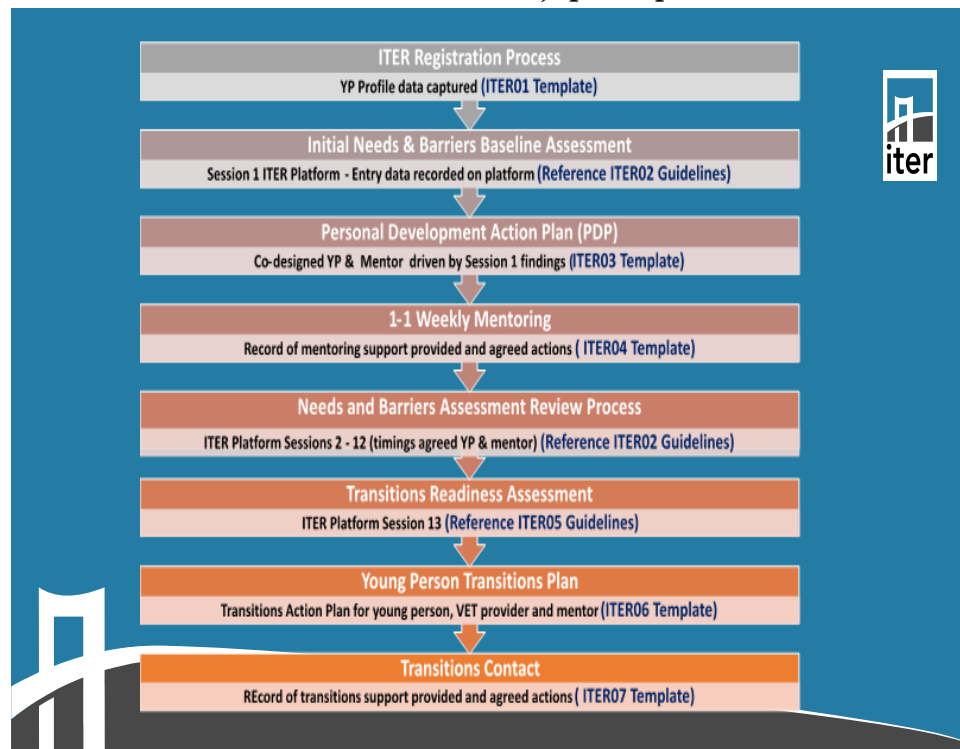 ITER Registration Process
YP Profile data captured (ITER01 Template)
iter
Initial Needs & Barriers Baseline Assessment
Session 1 ITER Platform - Entry data recorded on platform (Reference ITER02 Guidelines)
Personal Development Action Plan (PDP)
Co-designed YP & Mentor driven by Session 1 findings (ITER03 Template)
1-1 Weekly Mentoring
Record of mentoring support provided and agreed actions ( ITER04 Template)
Needs and Barriers Assessment Review Process
ITER Platform Sessions 2 - 12 (timings agreed YP & mentor) (Reference ITER02 Guidelines)
Transitions Readiness Assessment
ITER Platform Session 13 (Reference ITER05 Guidelines)
Young Person Transitions Plan
Transitions Action Plan for young person, VET provider and mentor (ITER06 Template)
Transitions Contact
REcord of transitions support provided and agreed actions ( ITER07 Template)